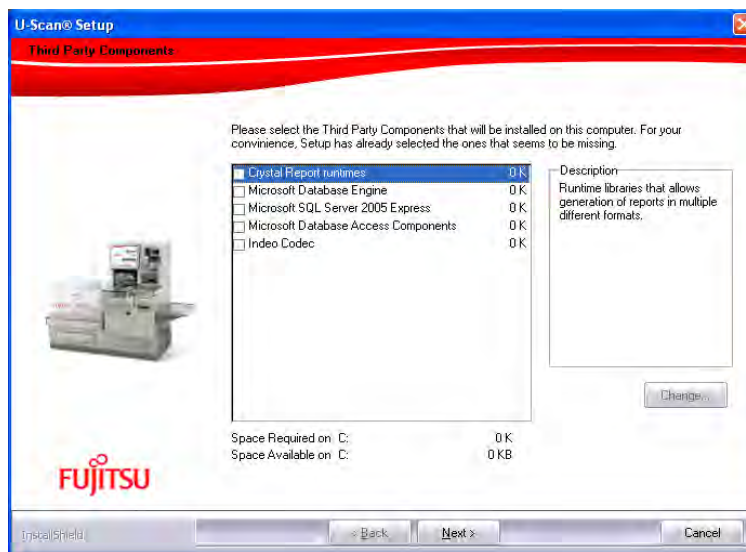 U-Scan® Setup
Third Party Components
Please select the Third Party Components that will be installed on this computer. For your
convinience, Setup has already selected the ones that seems to be missing.
Crystal Report runtimes 0 K
Microsoft Database Engine 0 K
Microsoft SQL Server 2005 Express 0 K
Microsoft Database Access Components 0 K
Indeo Codec 0 K
Description
Runtime libraries that allows
generation of reports in multiple
different formats.
Change...
Space Required on C: 0 K
Space Available on C: 0 KB
FUJITSU
InstallShield
< Back
Next >
Cancel